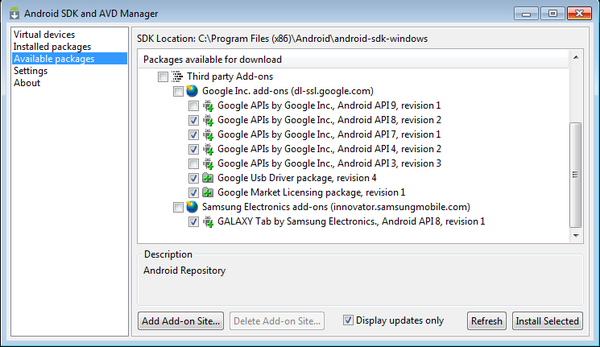 Android SDK and AVD Manager
Virtual devices
Installed packages
Available packages
Settings
About
SDK Location: C:\Program Files (x86)\Android\android-sdk-windows
Packages available for download
Third party Add-ons
Google Inc. add-ons (dl-ssl.google.com)
Google APIs by Google Inc., Android API 9, revision 1
Google APIs by Google Inc., Android API 8, revision 2
Google APIs by Google Inc., Android API 7, revision 1
Google APIs by Google Inc., Android API 4, revision 2
Google APIs by Google Inc., Android API 3, revision 3
Google Usb Driver package, revision 4
Google Market Licensing package, revision 1
Samsung Electronics add-ons (innovator.samsungmobile.com)
GALAXY Tab by Samsung Electronics., Android API 8, revision 1
Description
Android Repository
Add Add-on Site...
Delete Add-on Site...
Display updates only
Refresh
Install Selected